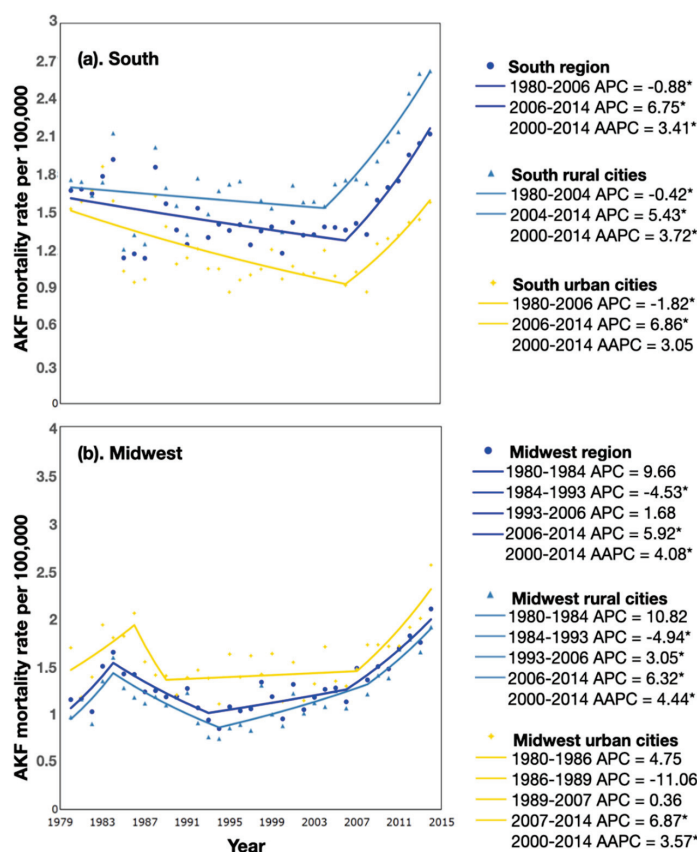 3
2.7
2.4
2.1
1.8
1.5
1.2
0.9
0.6
0.3
0
AKF mortality rate per 100,000
(a). South
South region
1980-2006 APC = -0.88*
2006-2014 APC = 6.75*
2000-2014 AAPC = 3.41*
South rural cities
1980-2004 APC = -0.42*
2004-2014 APC = 5.43*
2000-2014 AAPC = 3.72*
South urban cities
1980-2006 APC = -1.82*
2006-2014 APC = 6.86*
2000-2014 AAPC = 3.05
4
3.5
3
2.5
2
1.5
1
0.5
0
AKF mortality rate per 100,000
(b). Midwest
1979
1983
1987
1991
1995
1999
2003
2007
2011
2015
Year
Midwest region
1980-1984 APC = 9.66
1984-1993 APC = -4.53*
1993-2006 APC = 1.68
2006-2014 APC = 5.92*
2000-2014 AAPC = 4.08*
Midwest rural cities
1980-1984 APC = 10.82
1984-1993 APC = -4.94*
1993-2006 APC = 3.05*
2006-2014 APC = 6.32*
2000-2014 AAPC = 4.44*
Midwest urban cities
1980-1986 APC = 4.75
1986-1989 APC = -11.06
1989-2007 APC = 0.36
2007-2014 APC = 6.87*
2000-2014 AAPC = 3.57*